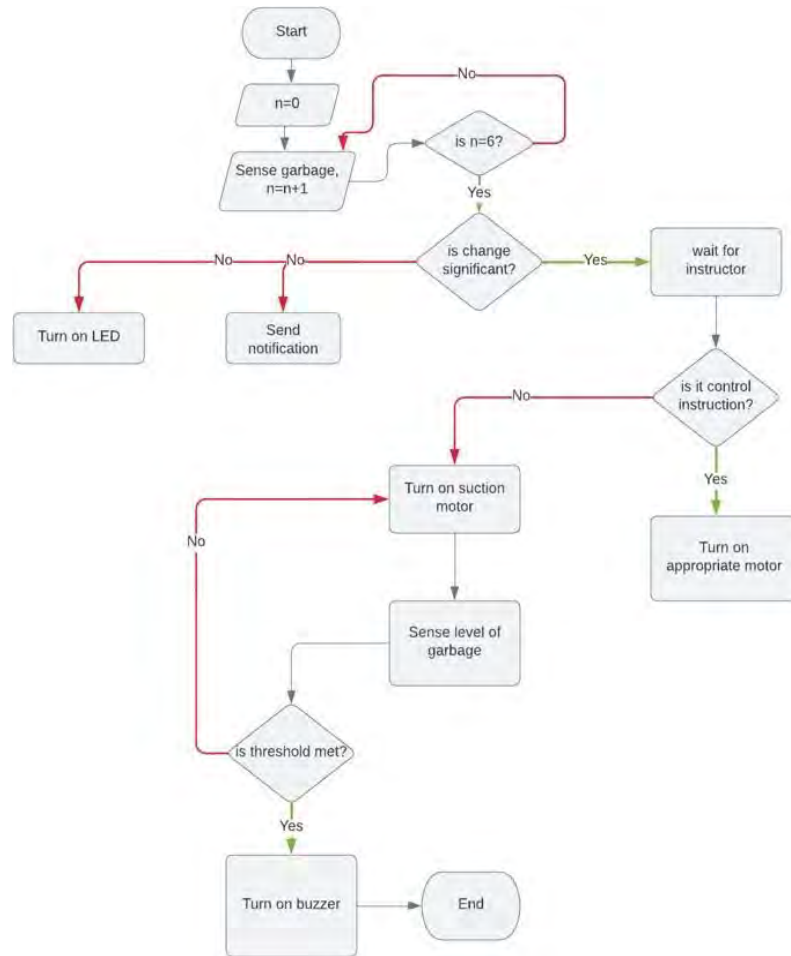 Start
No
n=0
is n=6?
Sense garbage,
n=n+1
Yes
is change
significant?
No
No
Yes
wait for
instructor
Turn on LED
Send
notification
is it control
instruction?
No
Yes
Turn on suction
motor
No
Turn on
appropriate motor
Sense level of
garbage
is threshold met?
Yes
Turn on buzzer
End